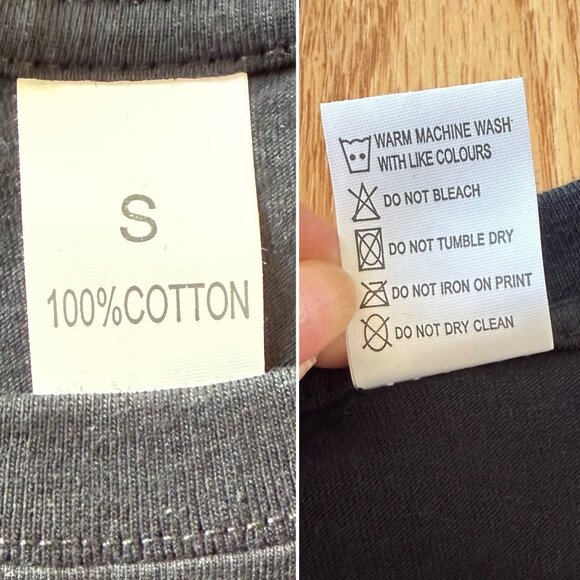 S
100%COTTON
WARM MACHINE WASH
WITH LIKE COLOURS
DO NOT BLEACH
DO NOT TUMBLE DRY
DO NOT IRON ON PRINT
DO NOT DRY CLEAN